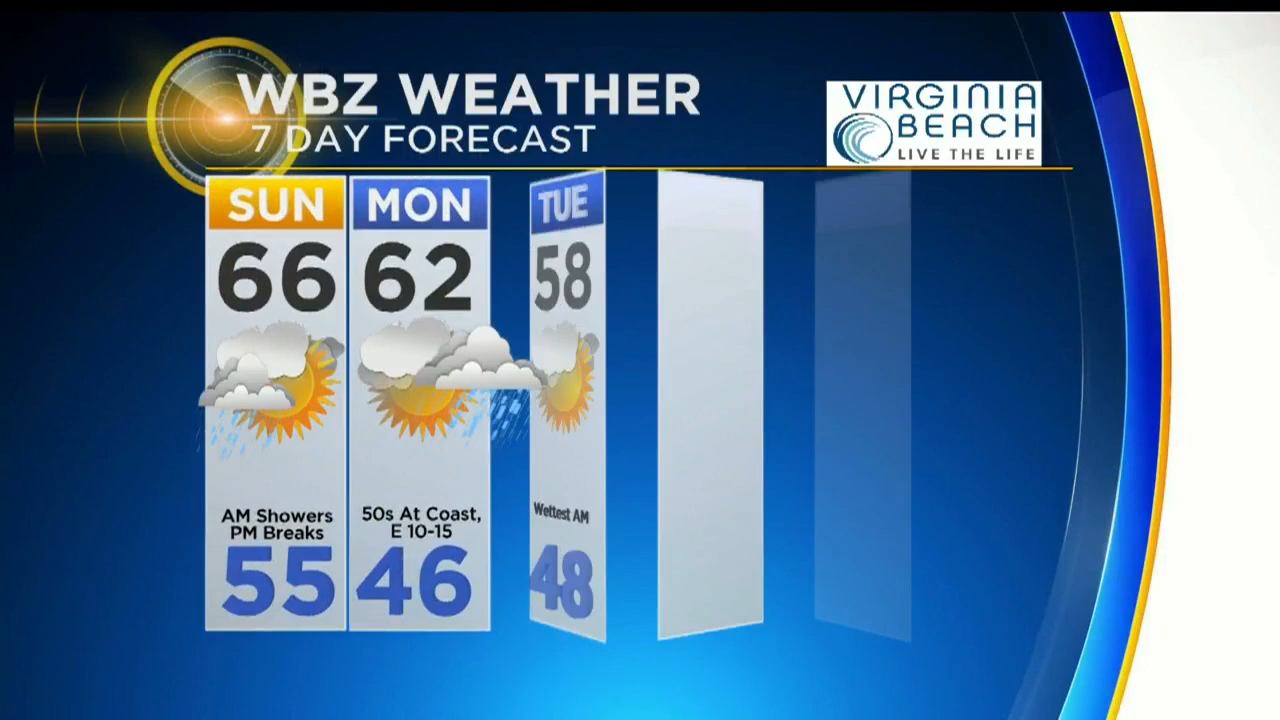 WBZ WEATHER
7 DAY FORECAST
VIRGINIA
BEACH
LIVE THE LIFE
SUN
66
AM Showers
PM Breaks
55
MON
62
50s At Coast,
E 10-15
46
TUE
58
Wettest AM
48